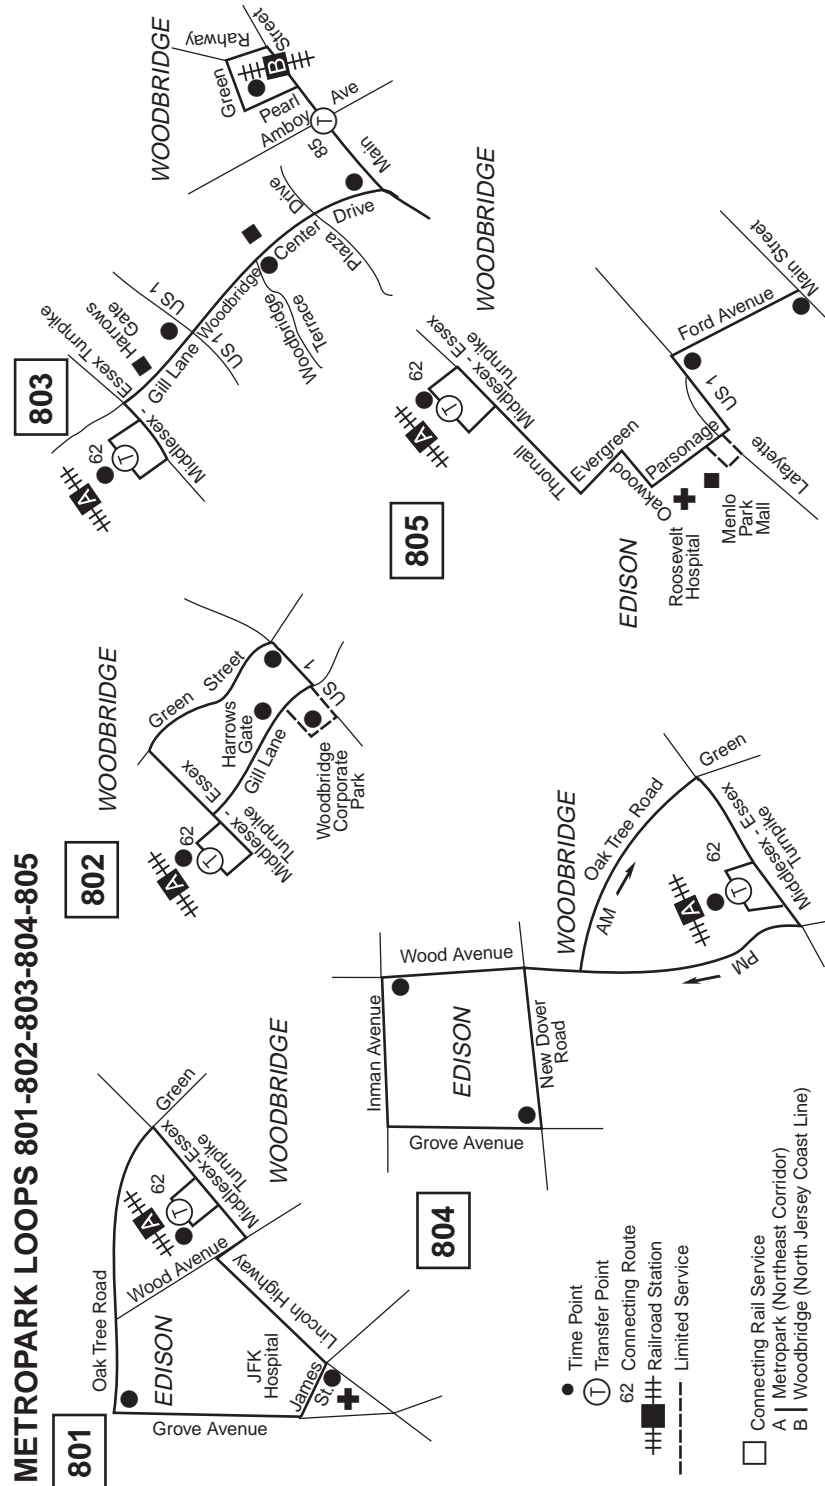 METROPARK LOOPS 801-802-803-804-805
801
Oak Tree Road
Green
Middlesex-Essex
Turnpike
62
T
A
Wood Avenue
EDISON
WOODBRIDGE
Lincoln Highway
JFK
Hospital
James
St.
Grove Avenue
802
WOODBRIDGE
Green
Street
Harrows
Gate
Gill Lane
US
1
Woodbridge
Corporate
Park
Middlesex - Essex
Turnpike
62
T
A
803
WOODBRIDGE
Essex Turnpike
Middlesex -
Harrows
Gate
Gill Lane
US 1
US 1
62
T
A
Woodbridge
Center
Drive
Woodbridge
Terrace
Plaza
Drive
Main
Street
85
T
Amboy
Ave
Pearl
Green
Rahway
B
804
Inman Avenue
Wood Avenue
EDISON
New Dover
Road
Grove Avenue
WOODBRIDGE
Oak Tree Road
AM
PM
Green
Middlesex - Essex
Turnpike
62
T
A
805
WOODBRIDGE
Middlesex - Essex
Turnpike
62
T
A
Thornall
Evergreen
Oakwood
Parsonage
EDISON
Roosevelt
Hospital
Menlo
Park
Mall
Lafayette
US 1
Ford Avenue
Main Street
Time Point
T Transfer Point
62 Connecting Route
Railroad Station
Limited Service
Connecting Rail Service
A Metropark (Northeast Corridor)
B Woodbridge (North Jersey Coast Line)